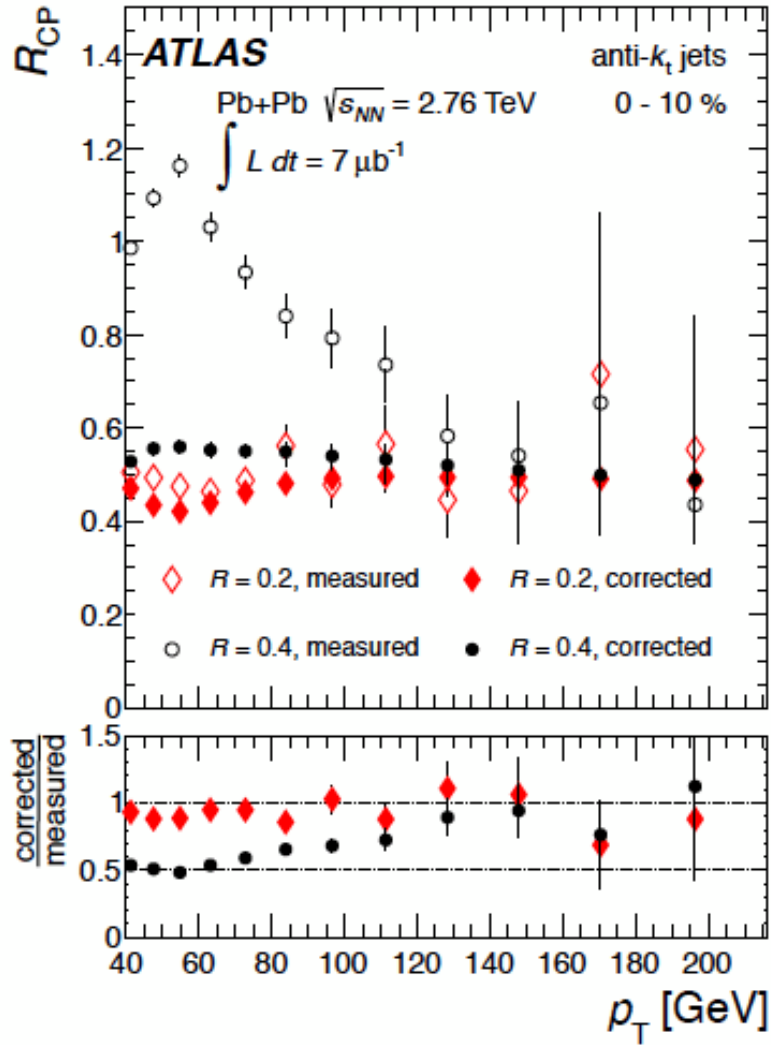 R_CP
ATLAS
anti-k_t jets
Pb+Pb √s_NN = 2.76 TeV
0 - 10 %
∫ L dt = 7 μb⁻¹
1.4
1.2
1
0.8
0.6
0.4
0.2
0
R = 0.2, measured
R = 0.2, corrected
R = 0.4, measured
R = 0.4, corrected
corrected
measured
1.5
1
0.5
0
40 60 80 100 120 140 160 180 200
p_T [GeV]